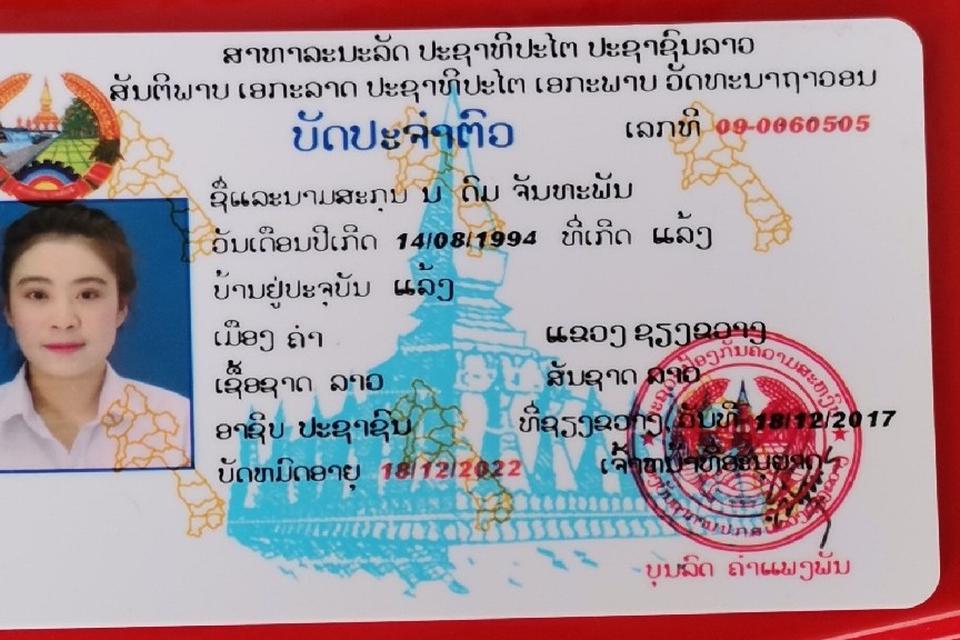 ສາທາລະນະລັດ ປະຊາທິປະໄຕ ປະຊາຊົນລາວ
ສັນຕິພາບ ເອກະລາດ ປະຊາທິປະໄຕ ເອກະພາບ ວັດທະນາຖາວອນ
ບັດປະຈຳຕົວ ເລກທີ 09-0060505
ຊື່ແລະນາມສະກຸນ ນ ດົມ ຈັນທະພັນ
ວັນເດືອນປີເກີດ 14/08/1994 ທີ່ເກີດ ແລ້ງ
ບ້ານຢູ່ປະຈຸບັນ ແລ້ງ
ເມືອງ ຄຳ ແຂວງ ຊຽງຂວາງ
ເຊື້ອຊາດ ລາວ ສັນຊາດ ລາວ
ອາຊີບ ປະຊາຊົນ ທີ່ຊຽງຂວາງ, ວັນທີ 18/12/2017
ບັດຫມົດອາຍຸ 18/12/2022 ເຈົ້າຫນ້າທີ່ອະນຸຍາດ
ບຸນລົດ ຄຳແພງພັນ